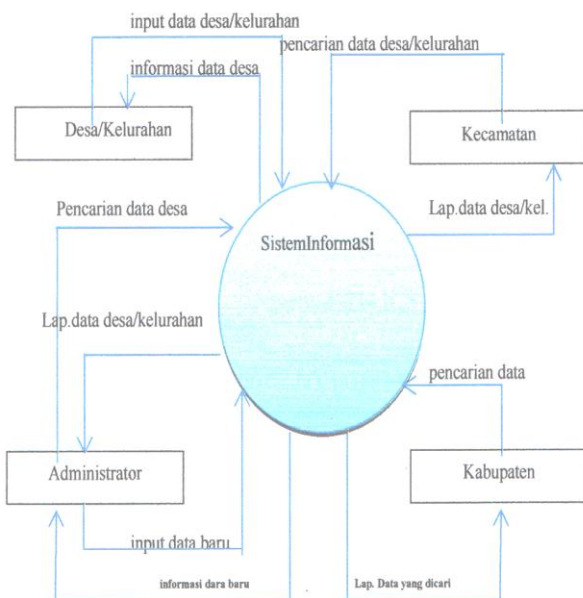 input data desa/kelurahan
pencarian data desa/kelurahan
informasi data desa
Desa/Kelurahan
Kecamatan
Pencarian data desa
Lap.data desa/kel.
SistemInformasi
Lap.data desa/kelurahan
pencarian data
Administrator
Kabupaten
input data baru
informasi dara baru
Lap. Data yang dicari